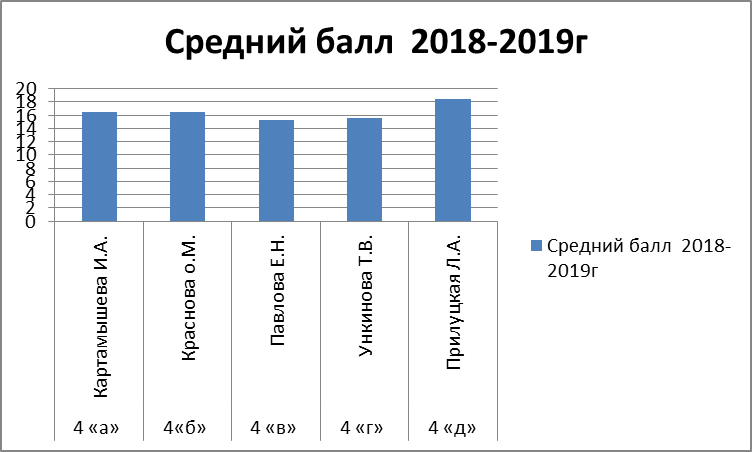 Средний балл  2018-2019г
20
18
16
14
12
10
8
6
4
2
0
Картамышева И.А.
Краснова о.М.
Павлова Е.Н.
Ункинова Т.В.
Прилуцкая Л.А.
4 «а»
4«б»
4 «в»
4 «г»
4 «д»
Средний балл  2018-
2019г